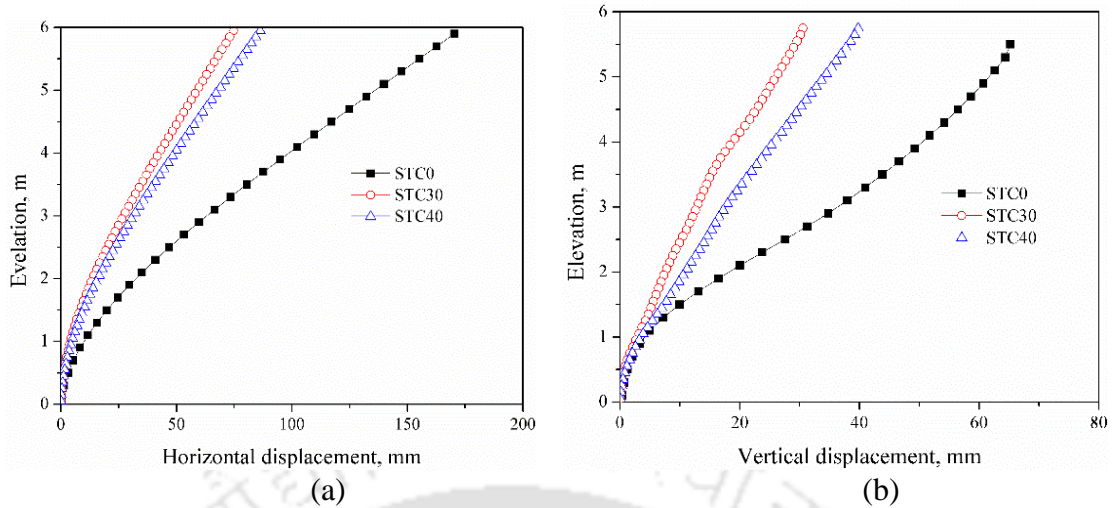 6
5
4
3
2
1
0
Evelation, m
STC0
STC30
STC40
0 50 100 150 200
Horizontal displacement, mm
(a)
6
5
4
3
2
1
0
Elevation, m
STC0
STC30
STC40
0 20 40 60 80
Vertical displacement, mm
(b)